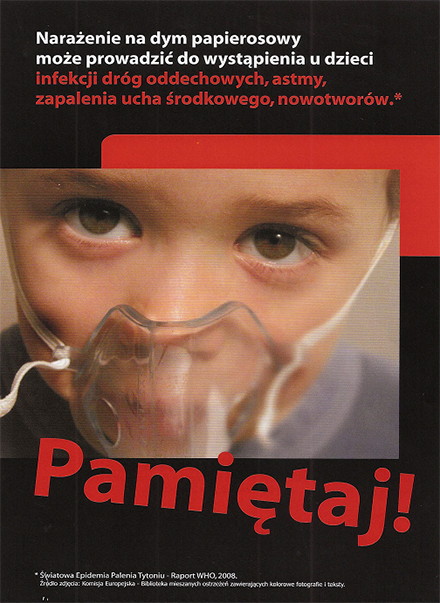 Narażenie na dym papierosowy
może prowadzić do wystąpienia u dzieci
infekcji dróg oddechowych, astmy,
zapalenia ucha środkowego, nowotworów.*
Pamiętaj!
* Światowa Epidemia Palenia Tytoniu - Raport WHO, 2008.
Źródło zdjęcia: Komisja Europejska - Biblioteka mieszanych ostrzeżeń zawierających kolorowe fotografie i teksty.